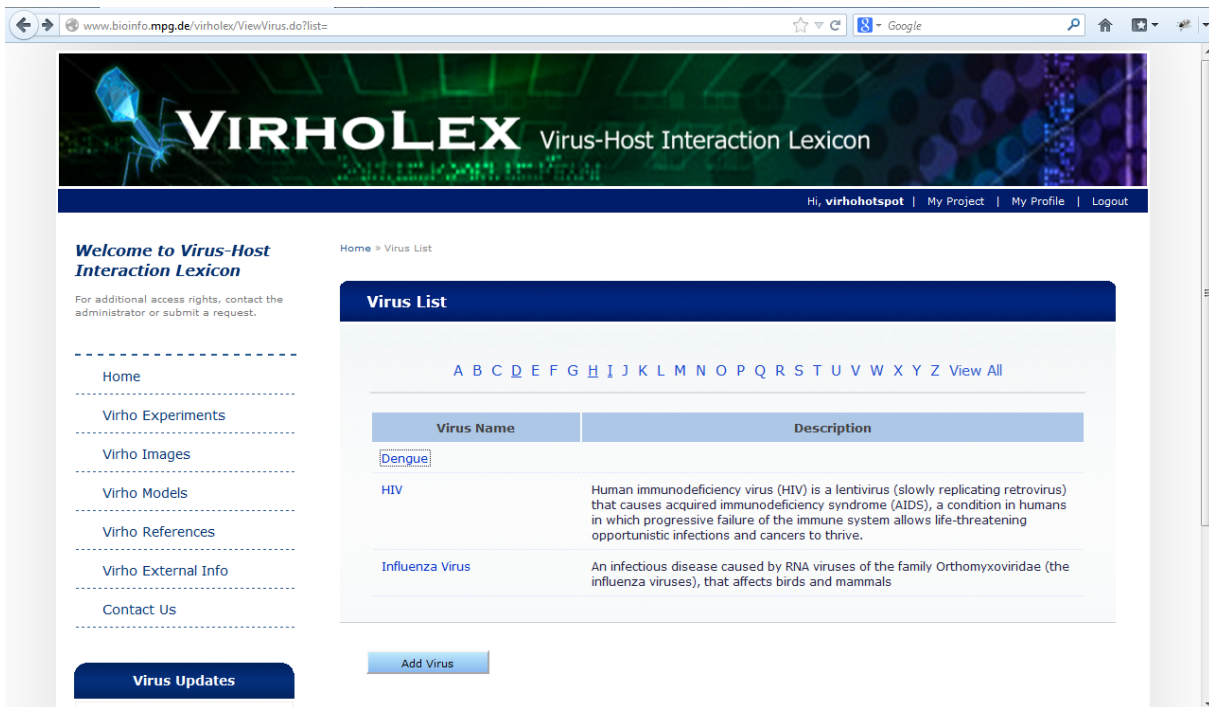 www.bioinfo.mpg.de/virholex/ViewVirus.do?list=
Google
VIRHOLEX Virus-Host Interaction Lexicon
Hi, virhohotspot | My Project | My Profile | Logout
Welcome to Virus-Host
Interaction Lexicon
For additional access rights, contact the
administrator or submit a request.
Home
Virho Experiments
Virho Images
Virho Models
Virho References
Virho External Info
Contact Us
Virus Updates
Home » Virus List
Virus List
A B C D E F G H I J K L M N O P Q R S T U V W X Y Z View All
Virus Name Description
Dengue
HIV Human immunodeficiency virus (HIV) is a lentivirus (slowly replicating retrovirus)
that causes acquired immunodeficiency syndrome (AIDS), a condition in humans
in which progressive failure of the immune system allows life-threatening
opportunistic infections and cancers to thrive.
Influenza Virus An infectious disease caused by RNA viruses of the family Orthomyxoviridae (the
influenza viruses), that affects birds and mammals
Add Virus